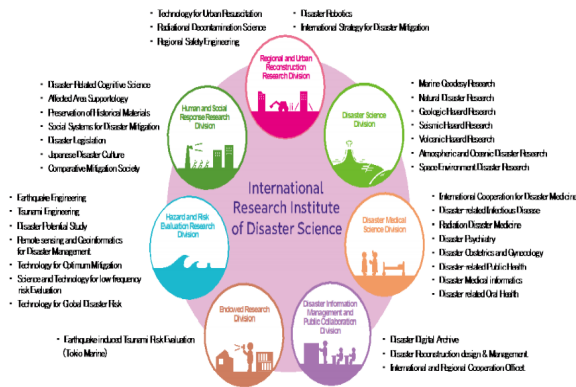 • Technology for Urban Resuscitation
• Radiational Decontamination Science
• Regional Safety Engineering
• Disaster Robotics
• International Strategy for Disaster Mitigation
Regional and Urban
Reconstruction
Research Division
• Disaster Related Cognitive Science
• Affected Area Supportology
• Preservation of Historical Materials
• Social Systems for Disaster Mitigation
• Disaster Legislation
• Japanese Disaster Culture
• Comparative Mitigation Society
Human and Social
Response Research
Division
Disaster Science
Division
• Marine Geodesy Research
• Natural Disaster Research
• Geologic Hazard Research
• Seismic Hazard Research
• Volcanic Hazard Research
• Atmospheric and Oceanic Disaster Research
• Space Environment Disaster Research
International
Research Institute
of Disaster Science
• Earthquake Engineering
• Tsunami Engineering
• Disaster Potential Study
• Remote sensing and Geoinformatics
for Disaster Management
• Technology for Optimum Mitigation
• Science and Technology for low frequency
risk Evaluation
• Technology for Global Disaster Risk
Hazard and Risk
Evaluation Research
Division
Disaster Medical
Science Division
• International Cooperation for Disaster Medicine
• Disaster related Infectious Disease
• Radiation Disaster Medicine
• Disaster Psychiatry
• Disaster Obstetrics and Gynecology
• Disaster related Public Health
• Disaster Medical informatics
• Disaster related Oral Health
Endowed Research
Division
• Earthquake induced Tsunami Risk Evaluation
(Tokio Marine)
Disaster Information
Management and
Public Collaboration
Division
• Disaster Digital Archive
• Disaster Reconstruction design & Management
• International and Regional Cooperation Officet